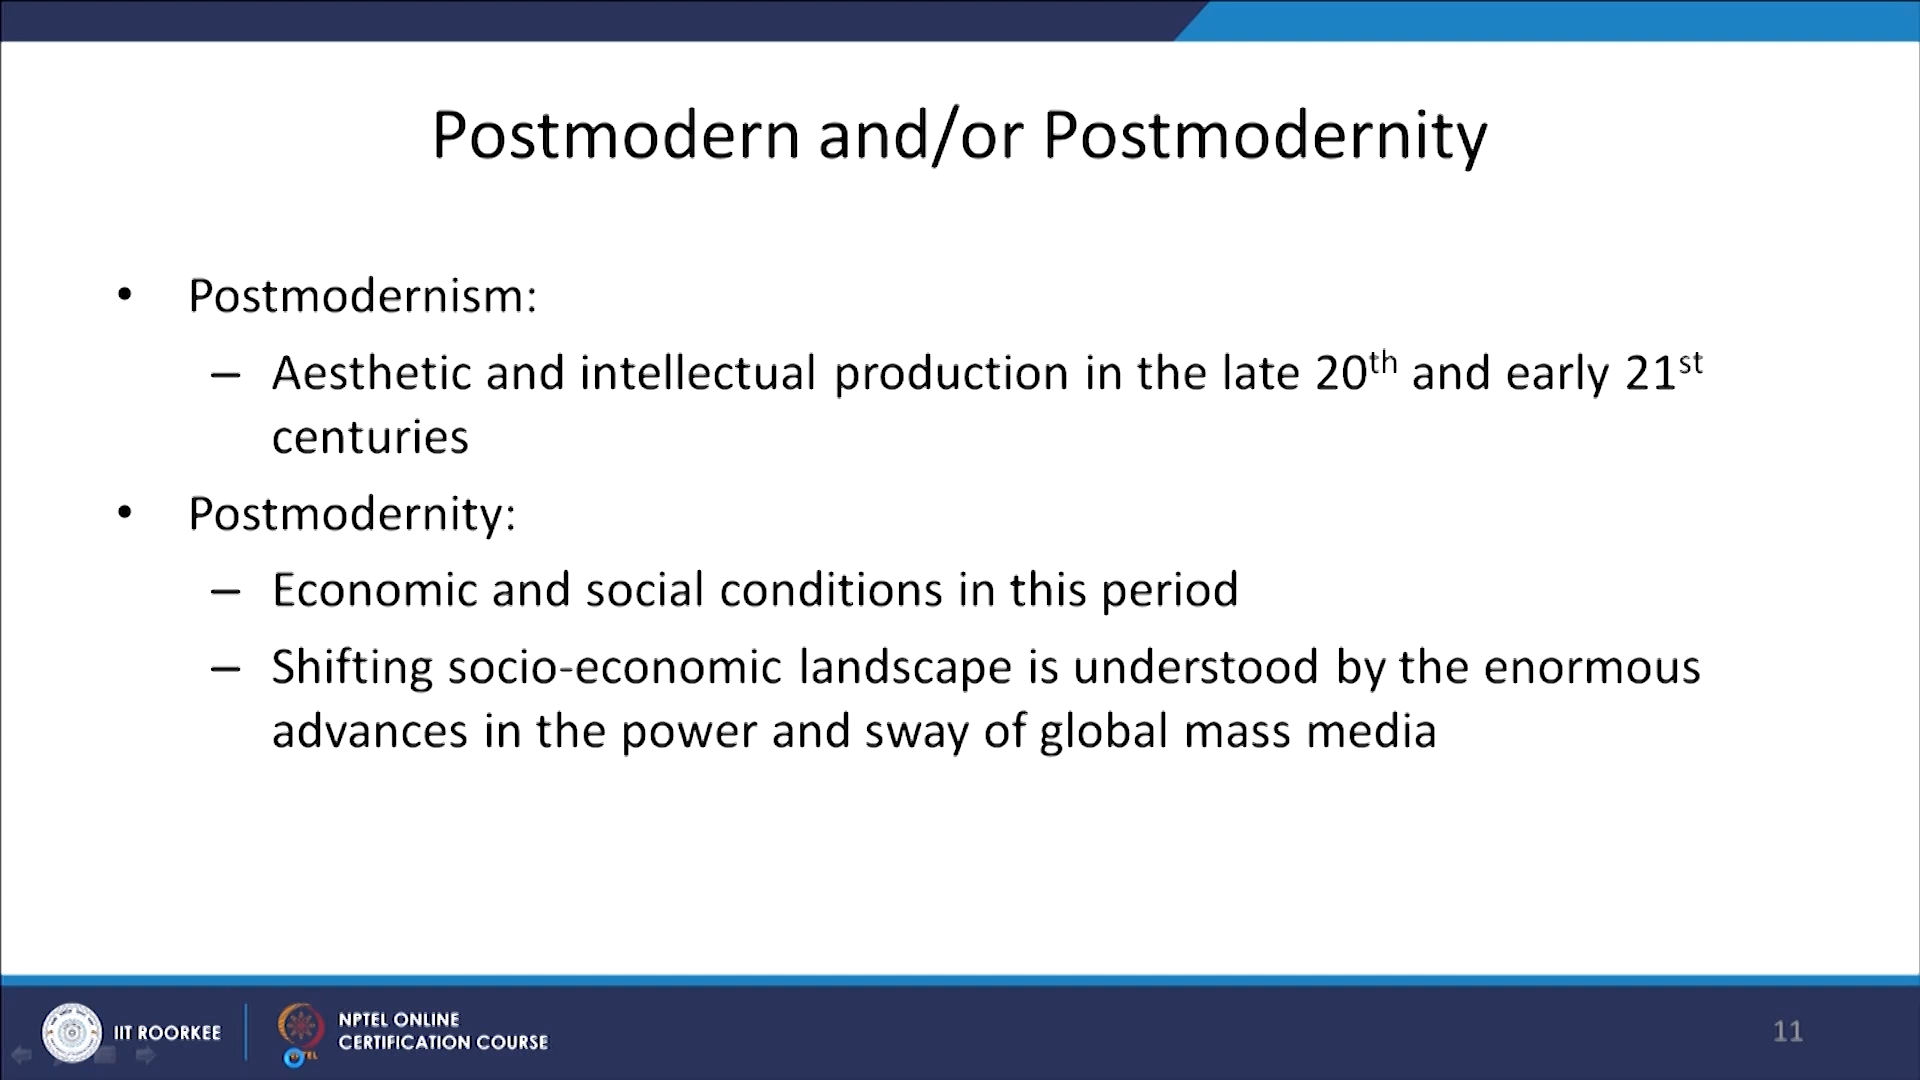 Postmodern and/or Postmodernity
• Postmodernism:
– Aesthetic and intellectual production in the late 20th and early 21st
centuries
• Postmodernity:
– Economic and social conditions in this period
– Shifting socio-economic landscape is understood by the enormous
advances in the power and sway of global mass media
IIT ROORKEE
NPTEL ONLINE
CERTIFICATION COURSE
11